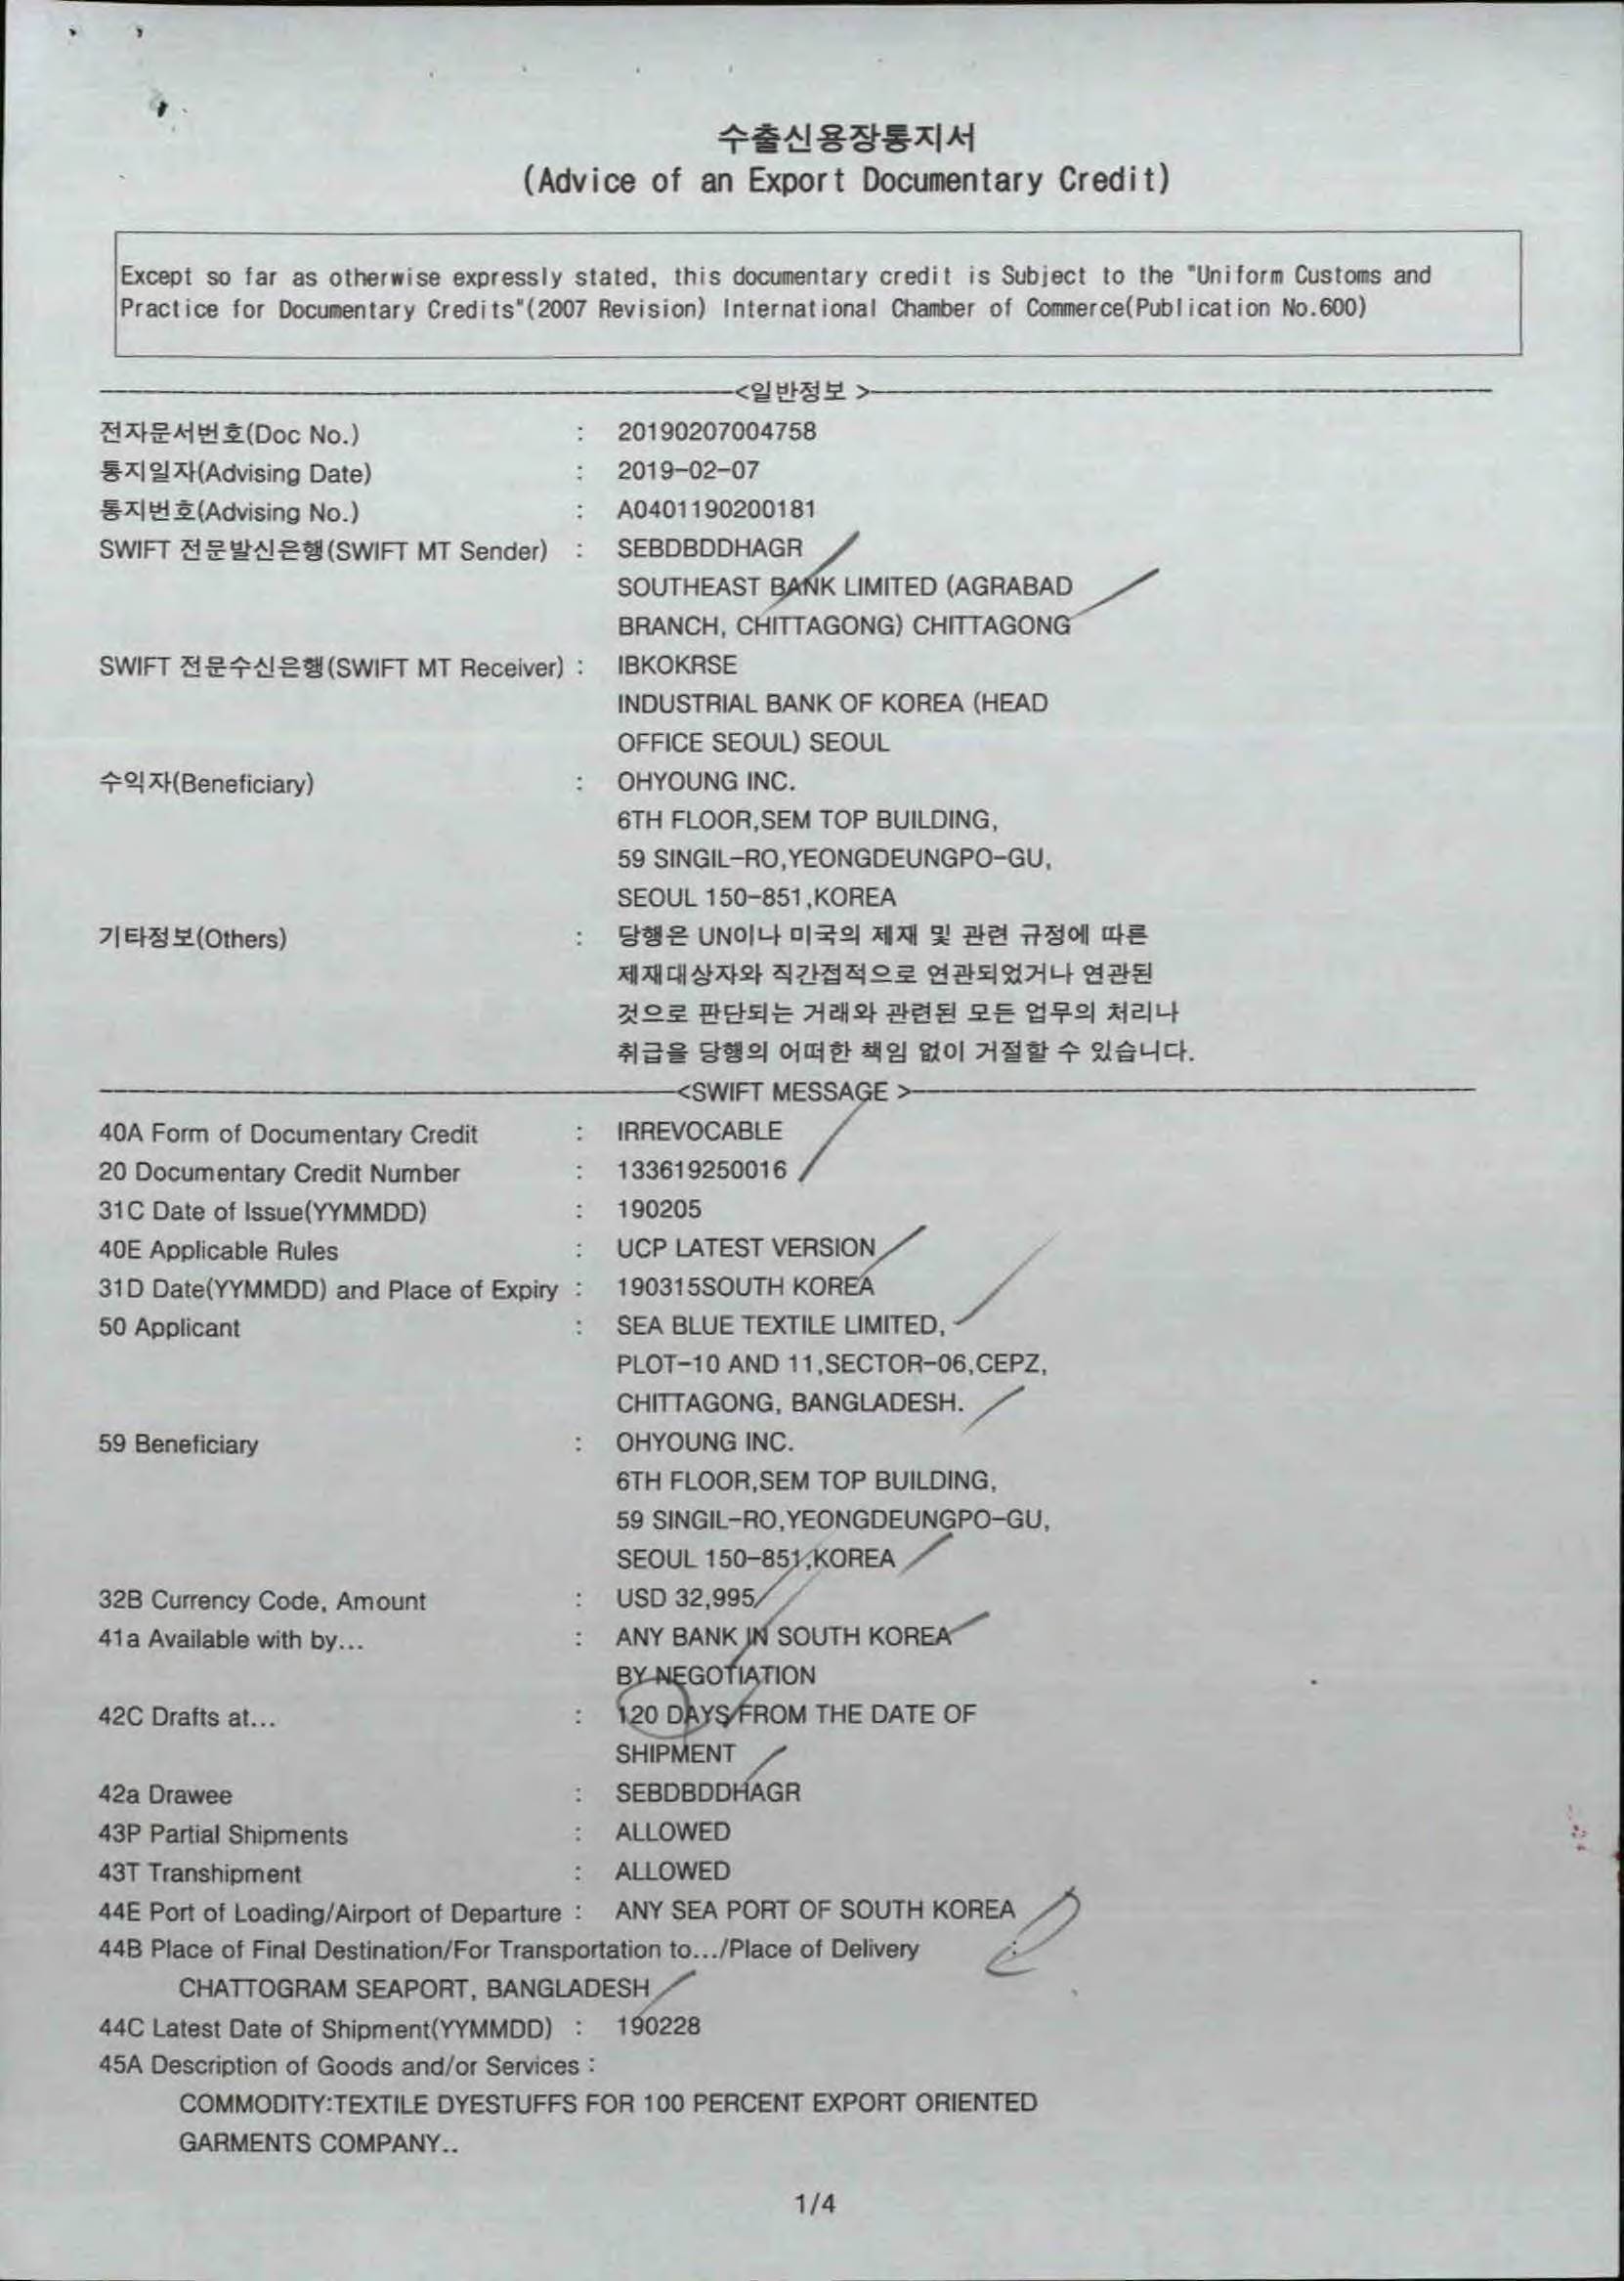 수출신용장통지서
(Advice of an Export Documentary Credit)
Except so far as otherwise expressly stated, this documentary credit is Subject to the "Uniform Customs and
Practice for Documentary Credits"(2007 Revision) International Chamber of Commerce(Publication No.600)
<일반정보 >
전자문서번호(Doc No.) : 20190207004758
통지일자(Advising Date) : 2019-02-07
통지번호(Advising No.) : A0401190200181
SWIFT 전문발신은행(SWIFT MT Sender) : SEBDBDDHAGR
SOUTHEAST BANK LIMITED (AGRABAD
BRANCH, CHITTAGONG) CHITTAGONG
SWIFT 전문수신은행(SWIFT MT Receiver) : IBKOKRSE
INDUSTRIAL BANK OF KOREA (HEAD
OFFICE SEOUL) SEOUL
수익자(Beneficiary) : OHYOUNG INC.
6TH FLOOR,SEM TOP BUILDING,
59 SINGIL-RO,YEONGDEUNGPO-GU,
SEOUL 150-851,KOREA
기타정보(Others) : 당행은 UN이나 미국의 제재 및 관련 규정에 따른
제재대상자와 직간접적으로 연관되었거나 연관된
것으로 판단되는 거래와 관련된 모든 업무의 처리나
취급을 당행의 어떠한 책임 없이 거절할 수 있습니다.
<SWIFT MESSAGE >
40A Form of Documentary Credit : IRREVOCABLE
20 Documentary Credit Number : 133619250016
31C Date of Issue(YYMMDD) : 190205
40E Applicable Rules : UCP LATEST VERSION
31D Date(YYMMDD) and Place of Expiry : 190315SOUTH KOREA
50 Applicant : SEA BLUE TEXTILE LIMITED,
PLOT-10 AND 11,SECTOR-06,CEPZ,
CHITTAGONG, BANGLADESH.
59 Beneficiary : OHYOUNG INC.
6TH FLOOR,SEM TOP BUILDING,
59 SINGIL-RO,YEONGDEUNGPO-GU,
SEOUL 150-851,KOREA
32B Currency Code, Amount : USD 32,995
41a Available with by... : ANY BANK IN SOUTH KOREA
BY NEGOTIATION
42C Drafts at... : 120 DAYS FROM THE DATE OF
SHIPMENT
42a Drawee : SEBDBDDHAGR
43P Partial Shipments : ALLOWED
43T Transhipment : ALLOWED
44E Port of Loading/Airport of Departure : ANY SEA PORT OF SOUTH KOREA
44B Place of Final Destination/For Transportation to.../Place of Delivery :
CHATTOGRAM SEAPORT, BANGLADESH
44C Latest Date of Shipment(YYMMDD) : 190228
45A Description of Goods and/or Services :
COMMODITY:TEXTILE DYESTUFFS FOR 100 PERCENT EXPORT ORIENTED
GARMENTS COMPANY..
1/4